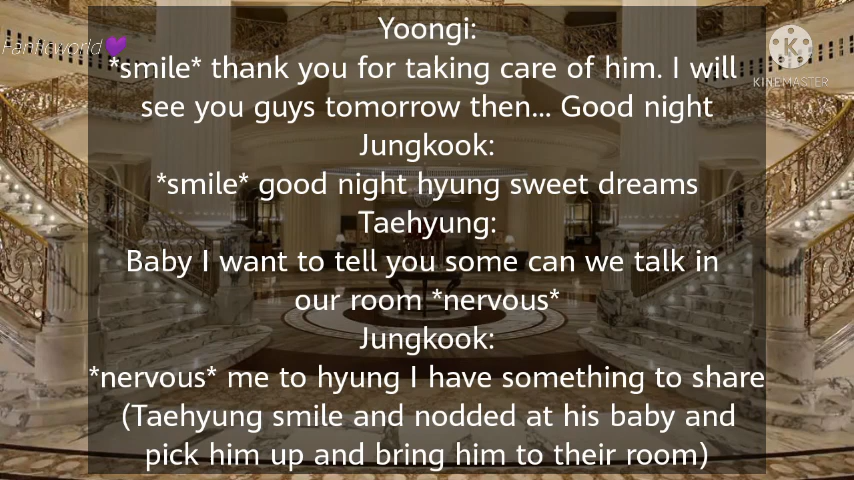 Yoongi:
Fanficworld💜
*smile* thank you for taking care of him. I will
KINEMASTER
see you guys tomorrow then... Good night
Jungkook:
*smile* good night hyung sweet dreams
Taehyung:
Baby I want to tell you some can we talk in
our room *nervous*
Jungkook:
*nervous* me to hyung I have something to share
(Taehyung smile and nodded at his baby and
pick him up and bring him to their room)